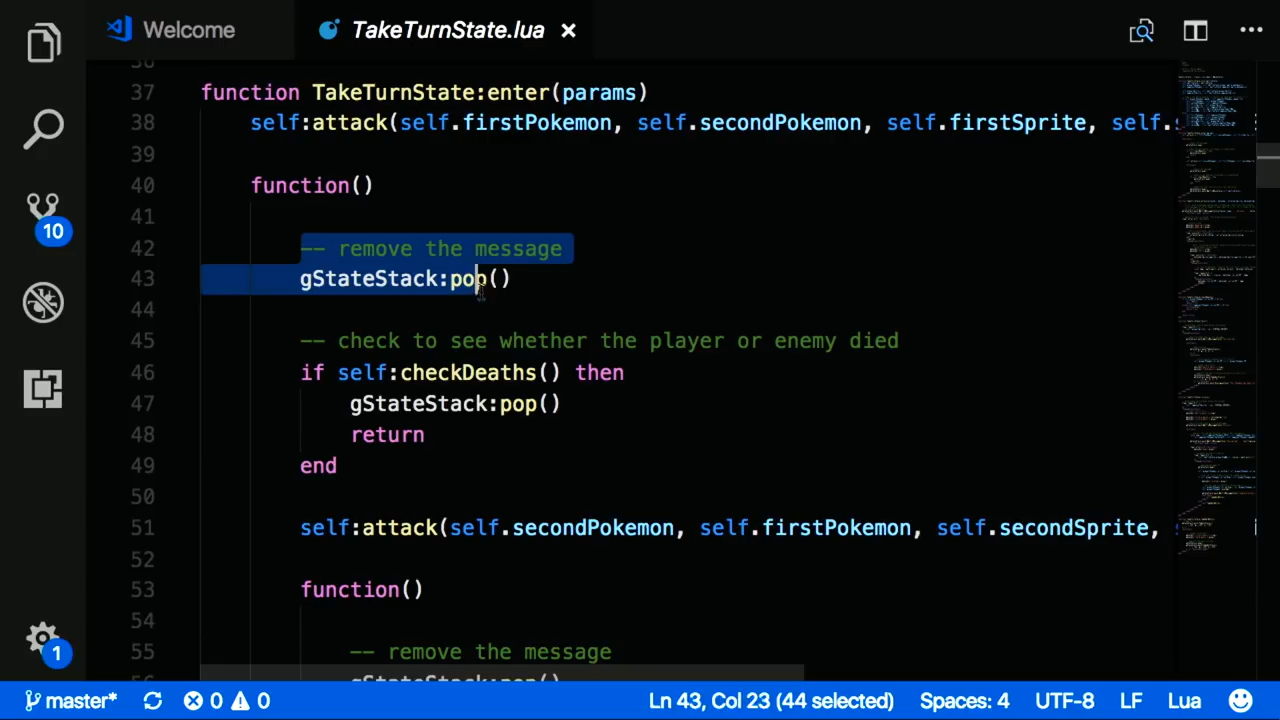 Welcome
TakeTurnState.lua ×
37 function TakeTurnState:enter(params)
38 self:attack(self.firstPokemon, self.secondPokemon, self.firstSprite, self.
39
40 function()
41
42 -- remove the message
43 gStateStack:pop()
44
45 -- check to see whether the player or enemy died
46 if self:checkDeaths() then
47 gStateStack:pop()
48 return
49 end
50
51 self:attack(self.secondPokemon, self.firstPokemon, self.secondSprite,
52
53 function()
54
55 -- remove the message
gStateStack:pop()
10
1
master* 0 0 Ln 43, Col 23 (44 selected) Spaces: 4 UTF-8 LF Lua